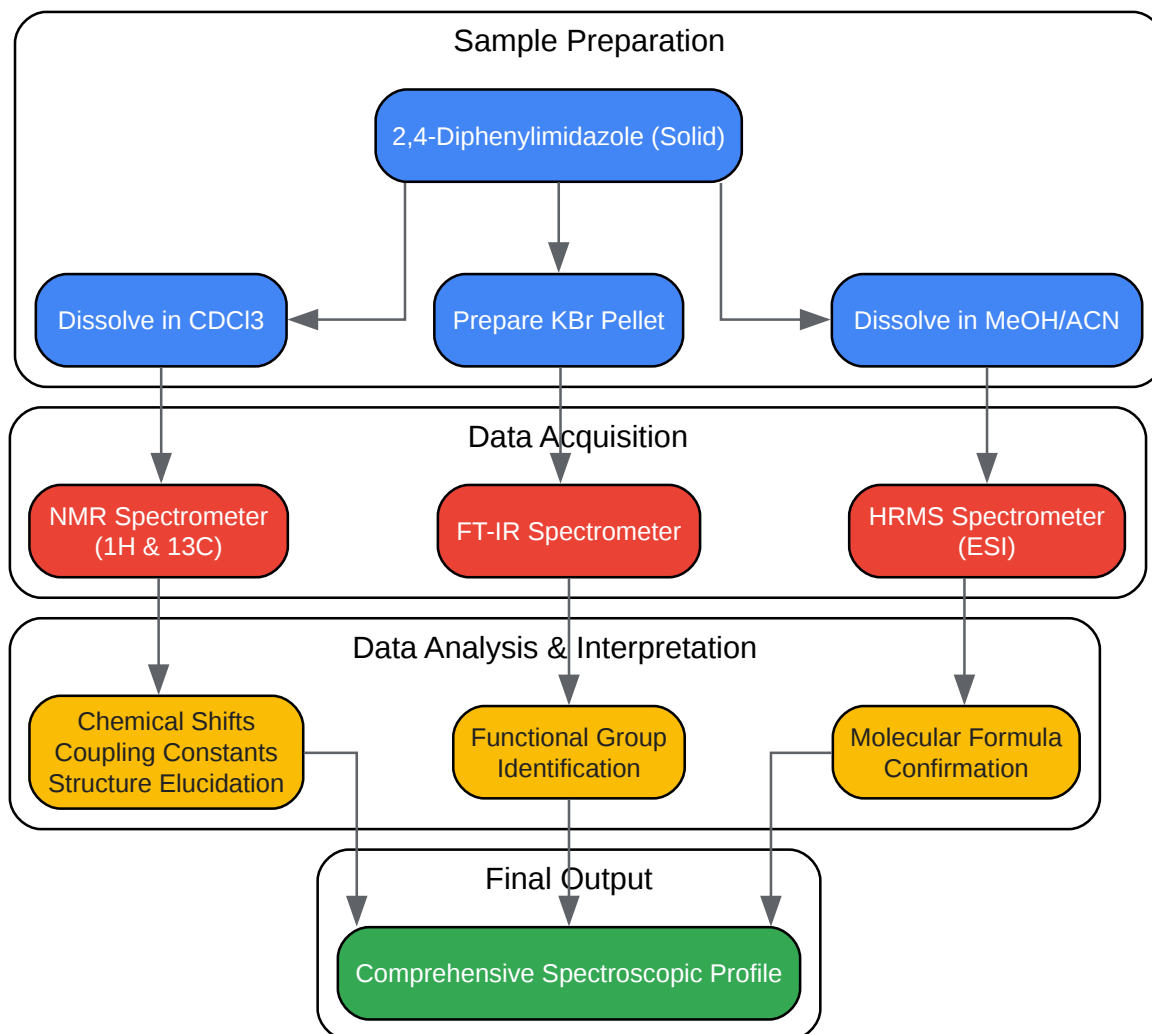 Sample Preparation
2,4-Diphenylimidazole (Solid)
Dissolve in CDCl3
Prepare KBr Pellet
Dissolve in MeOH/ACN
Data Acquisition
NMR Spectrometer
(1H & 13C)
FT-IR Spectrometer
HRMS Spectrometer
(ESI)
Data Analysis & Interpretation
Chemical Shifts
Coupling Constants
Structure Elucidation
Functional Group
Identification
Molecular Formula
Confirmation
Final Output
Comprehensive Spectroscopic Profile